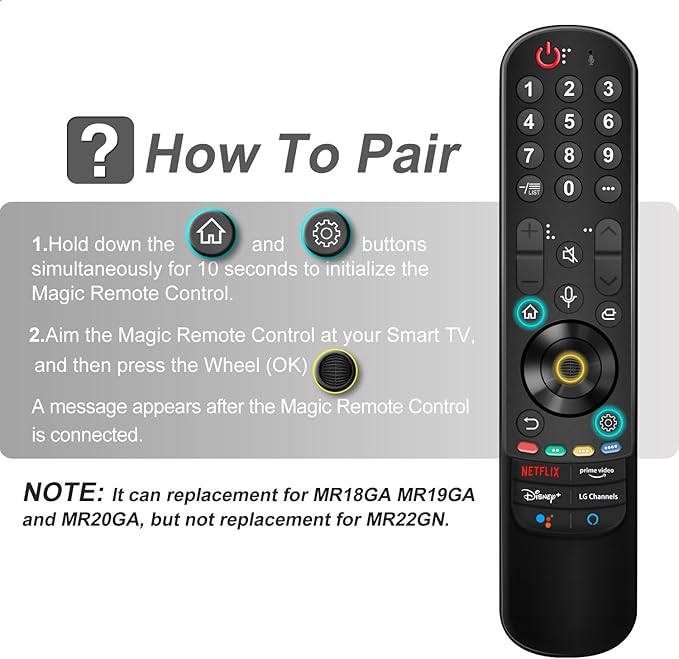 ? How To Pair
1.Hold down the and buttons
simultaneously for 10 seconds to initialize the
Magic Remote Control.
2.Aim the Magic Remote Control at your Smart TV,
and then press the Wheel (OK)
A message appears after the Magic Remote Control
is connected.
NOTE: It can replacement for MR18GA MR19GA
and MR20GA, but not replacement for MR22GN.
1 2 3
4 5 6
7 8 9
-/LIST 0 ...
+
−
NETFLIX prime video
Disney+ LG Channels